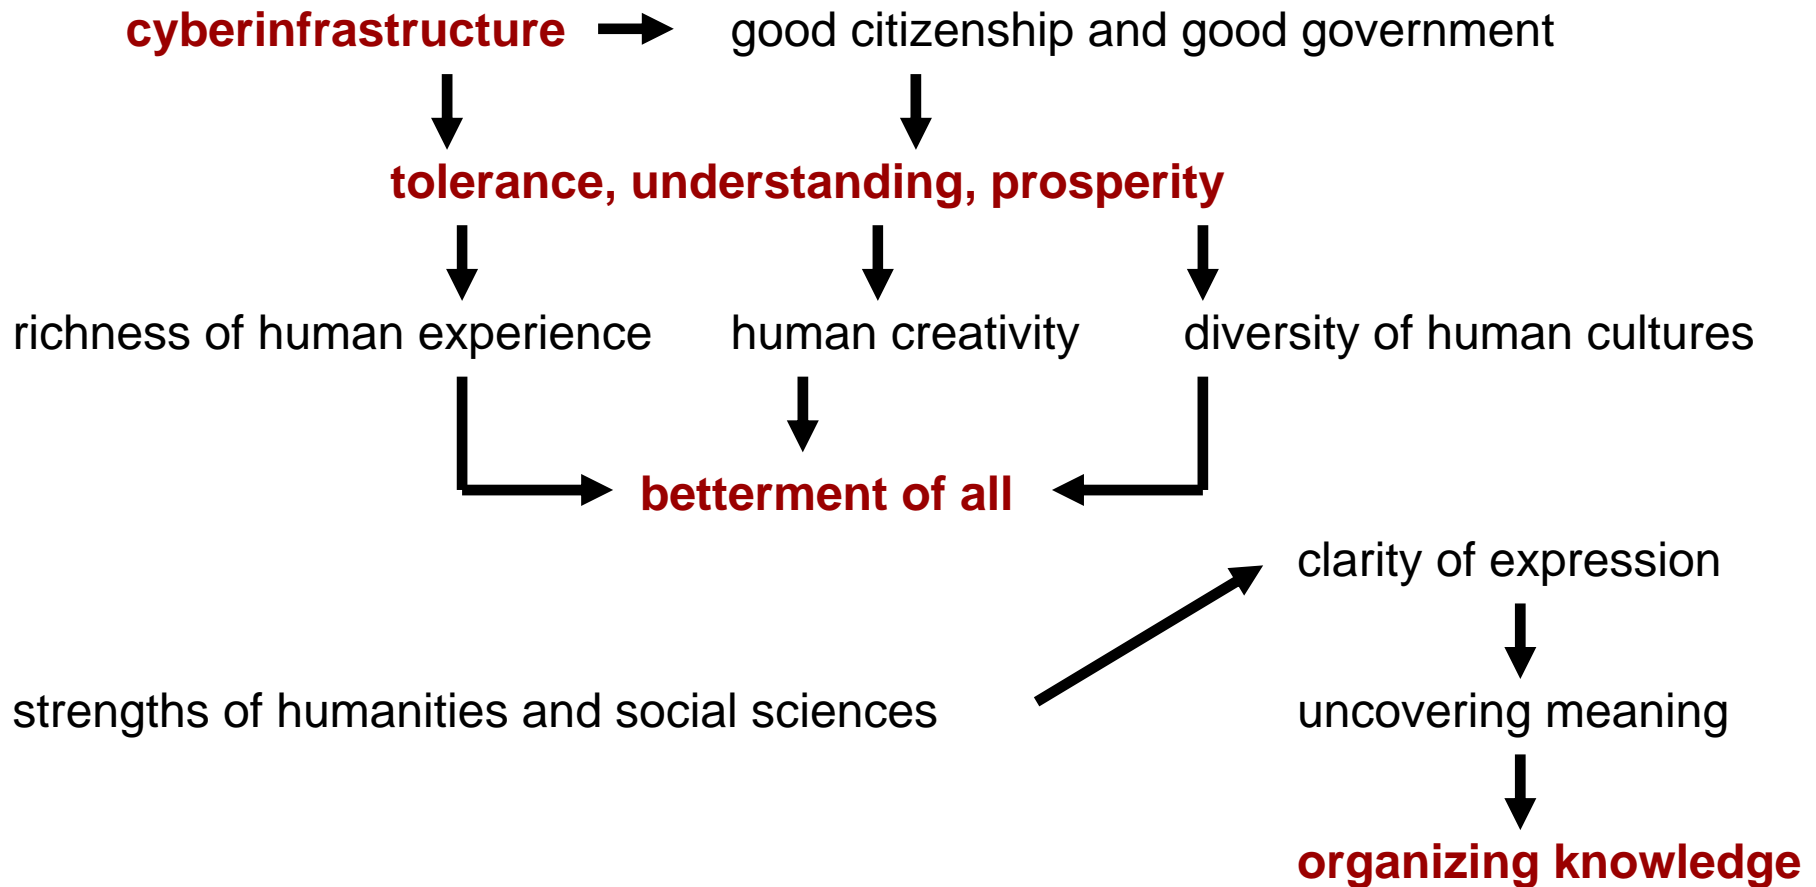 cyberinfrastructure good citizenship and good government
tolerance, understanding, prosperity
richness of human experience human creativity diversity of human cultures
betterment of all
clarity of expression
strengths of humanities and social sciences uncovering meaning
organizing knowledge